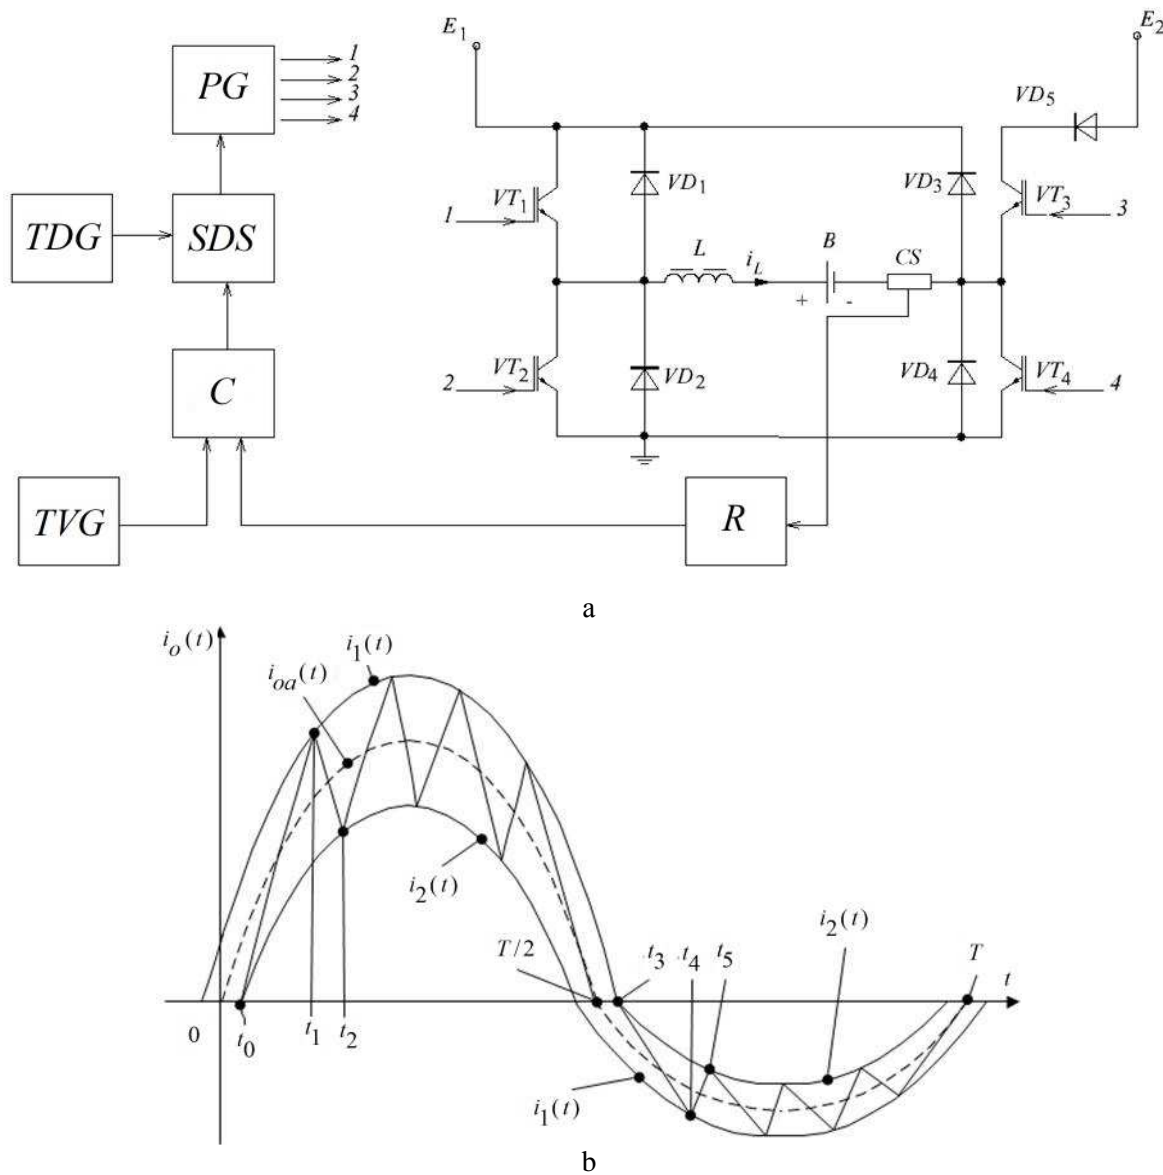 E1
E2
PG
1
2
3
4
VD5
VT1
VD1
VD3
VT3
1
3
TDG
SDS
L
iL
B
CS
+
-
VT2
VD2
VD4
VT4
2
4
C
TVG
R
a
io(t)
i1(t)
ioa(t)
i2(t)
T/2
.t3
.t4
t5
i2(t)
T
t
0
t0
t1
t2
i1(t)
b